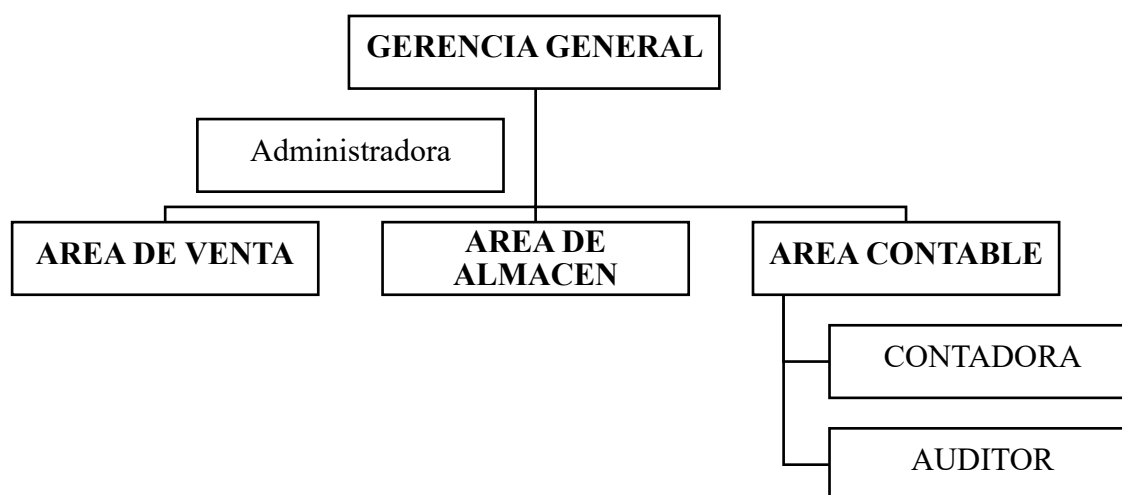 GERENCIA GENERAL
Administradora
AREA DE VENTA
AREA DE
ALMACEN
AREA CONTABLE
CONTADORA
AUDITOR